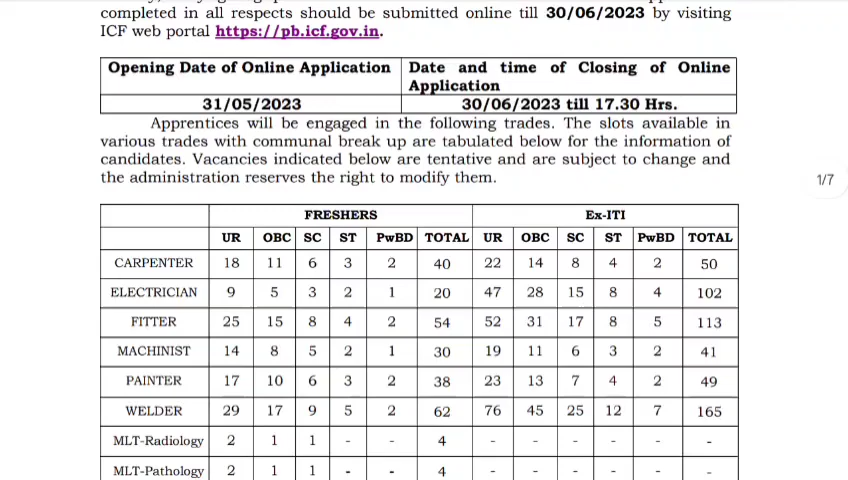 completed in all respects should be submitted online till 30/06/2023 by visiting
ICF web portal https://pb.icf.gov.in.
Opening Date of Online Application Date and time of Closing of Online Application
31/05/2023 30/06/2023 till 17.30 Hrs.
Apprentices will be engaged in the following trades. The slots available in
various trades with communal break up are tabulated below for the information of
candidates. Vacancies indicated below are tentative and are subject to change and
the administration reserves the right to modify them.
1/7
FRESHERS Ex-ITI
UR OBC SC ST PwBD TOTAL UR OBC SC ST PwBD TOTAL
CARPENTER 18 11 6 3 2 40 22 14 8 4 2 50
ELECTRICIAN 9 5 3 2 1 20 47 28 15 8 4 102
FITTER 25 15 8 4 2 54 52 31 17 8 5 113
MACHINIST 14 8 5 2 1 30 19 11 6 3 2 41
PAINTER 17 10 6 3 2 38 23 13 7 4 2 49
WELDER 29 17 9 5 2 62 76 45 25 12 7 165
MLT-Radiology 2 1 1 - - 4 - - - - - -
MLT-Pathology 2 1 1 - - 4 - - - - - -